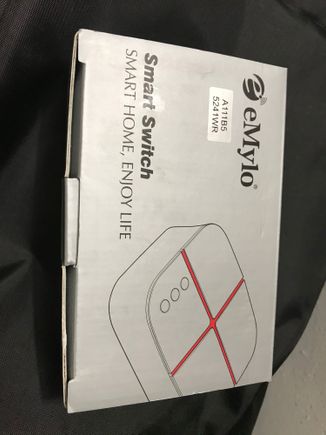 eMylo®
A111B5
5241WR
Smart Switch
SMART HOME, ENJOY LIFE